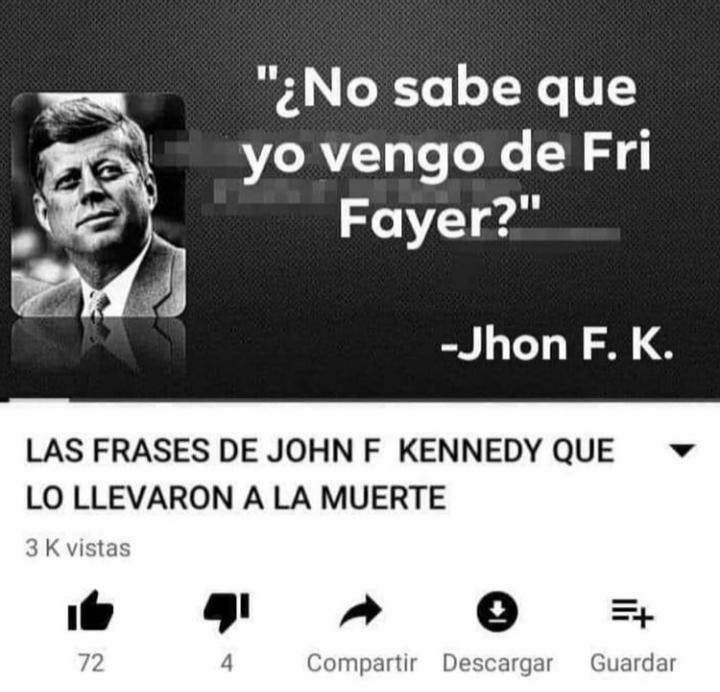 "¿No sabe que
yo vengo de Fri
Fayer?"
-Jhon F. K.
LAS FRASES DE JOHN F KENNEDY QUE
LO LLEVARON A LA MUERTE
3 K vistas
72
4
Compartir
Descargar
Guardar